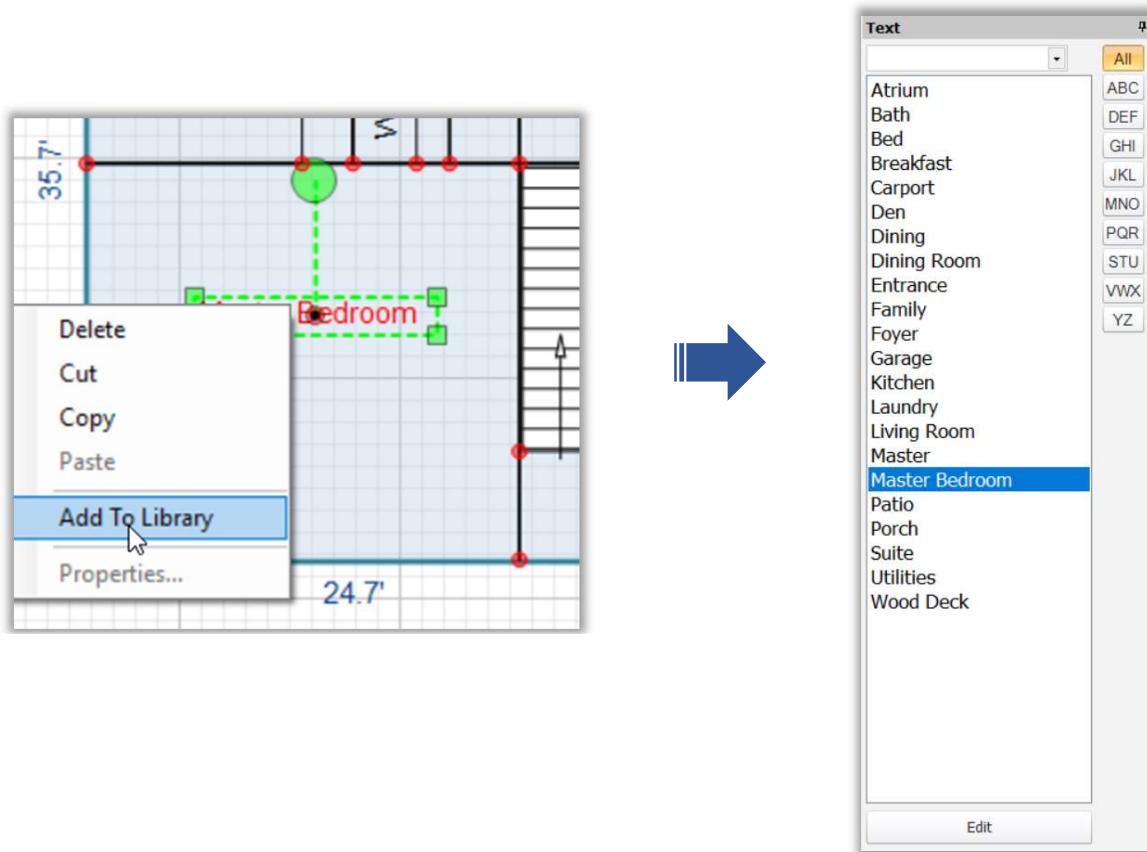 35.7'
W
Bedroom
Delete
Cut
Copy
Paste
Add To Library
Properties...
24.7'
Text
All
ABC
DEF
GHI
JKL
MNO
PQR
STU
VWX
YZ
Atrium
Bath
Bed
Breakfast
Carport
Den
Dining
Dining Room
Entrance
Family
Foyer
Garage
Kitchen
Laundry
Living Room
Master
Master Bedroom
Patio
Porch
Suite
Utilities
Wood Deck
Edit